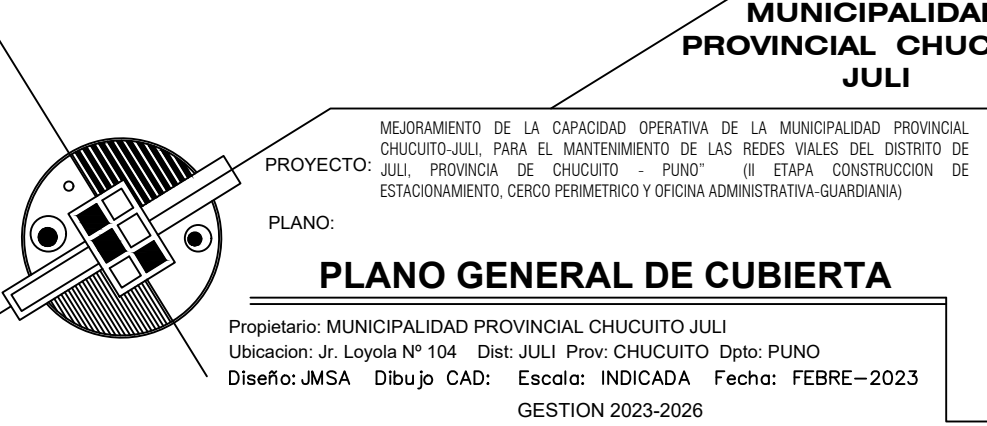 PROVINCIAL
JULI
PROYECTO: MEJORAMIENTO DE LA CAPACIDAD OPERATIVA DE LA MUNICIPALIDAD PROVINCIAL
CHUCUITO-JULI, PARA EL MANTENIMIENTO DE LAS REDES VIALES DEL DISTRITO DE
JULI, PROVINCIA DE CHUCUITO - PUNO" (II ETAPA CONSTRUCCION DE
ESTACIONAMIENTO, CERCO PERIMETRICO Y OFICINA ADMINISTRATIVA-GUARDIANIA)
PLANO:
PLANO GENERAL DE CUBIERTA
Propietario: MUNICIPALIDAD PROVINCIAL CHUCUITO JULI
Ubicacion: Jr. Loyola Nº 104 Dist: JULI Prov: CHUCUITO Dpto: PUNO
Diseño: JMSA Dibujo CAD: Escala: INDICADA Fecha: FEBRE-2023
GESTION 2023-2026